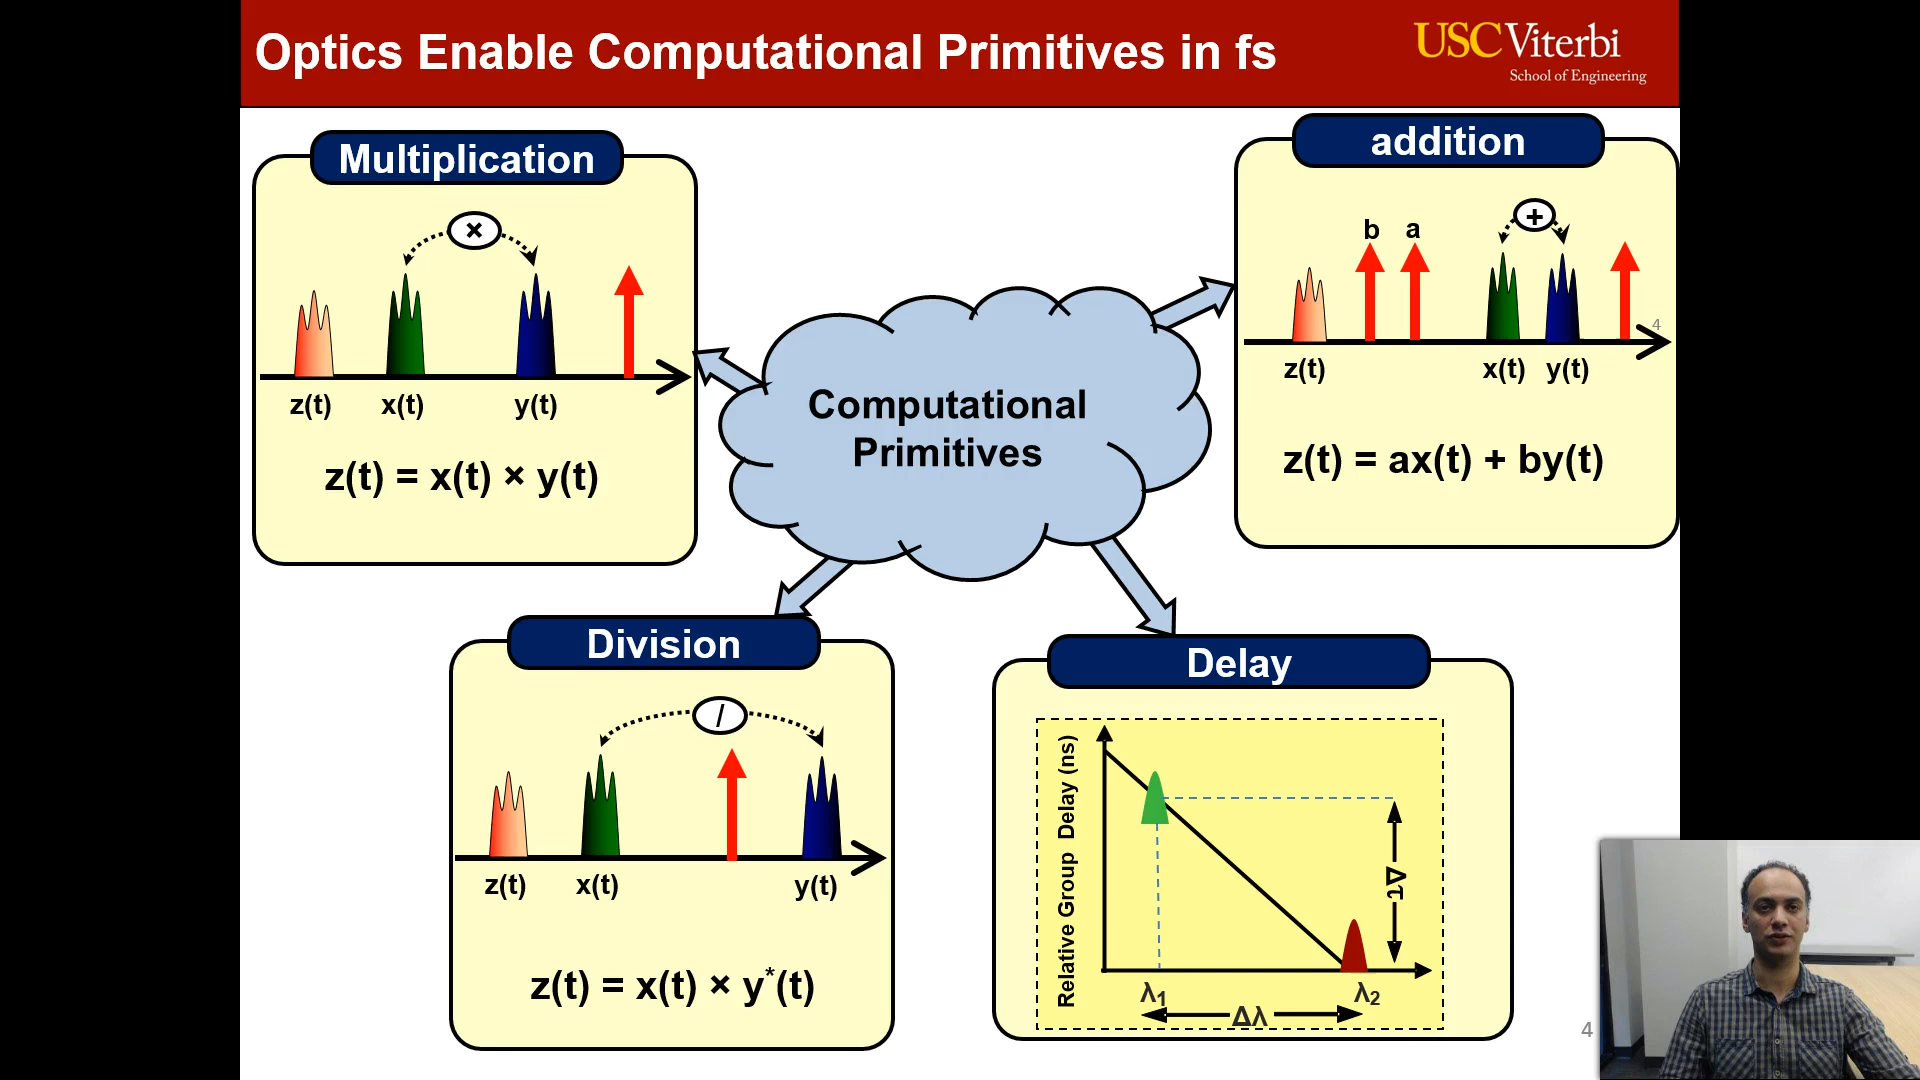 Optics Enable Computational Primitives in fs
USC Viterbi
School of Engineering
Multiplication
×
z(t) x(t) y(t)
z(t) = x(t) × y(t)
addition
+
b a
4
z(t) x(t) y(t)
z(t) = ax(t) + by(t)
Computational
Primitives
Division
/
z(t) x(t) y(t)
z(t) = x(t) × y*(t)
Delay
Relative Group Delay (ns)
Δτ
λ1 λ2
Δλ
4